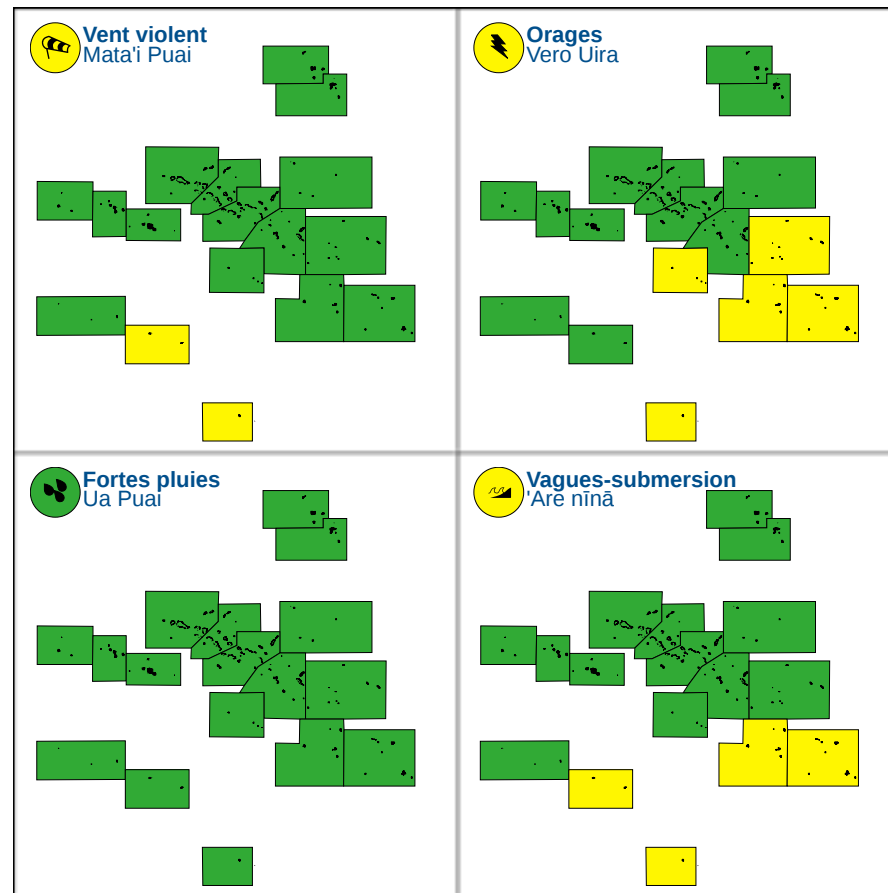 Vent violent
Mata'i Puai
Orages
Vero Uira
Fortes pluies
Ua Puai
Vagues-submersion
'Are nīnā